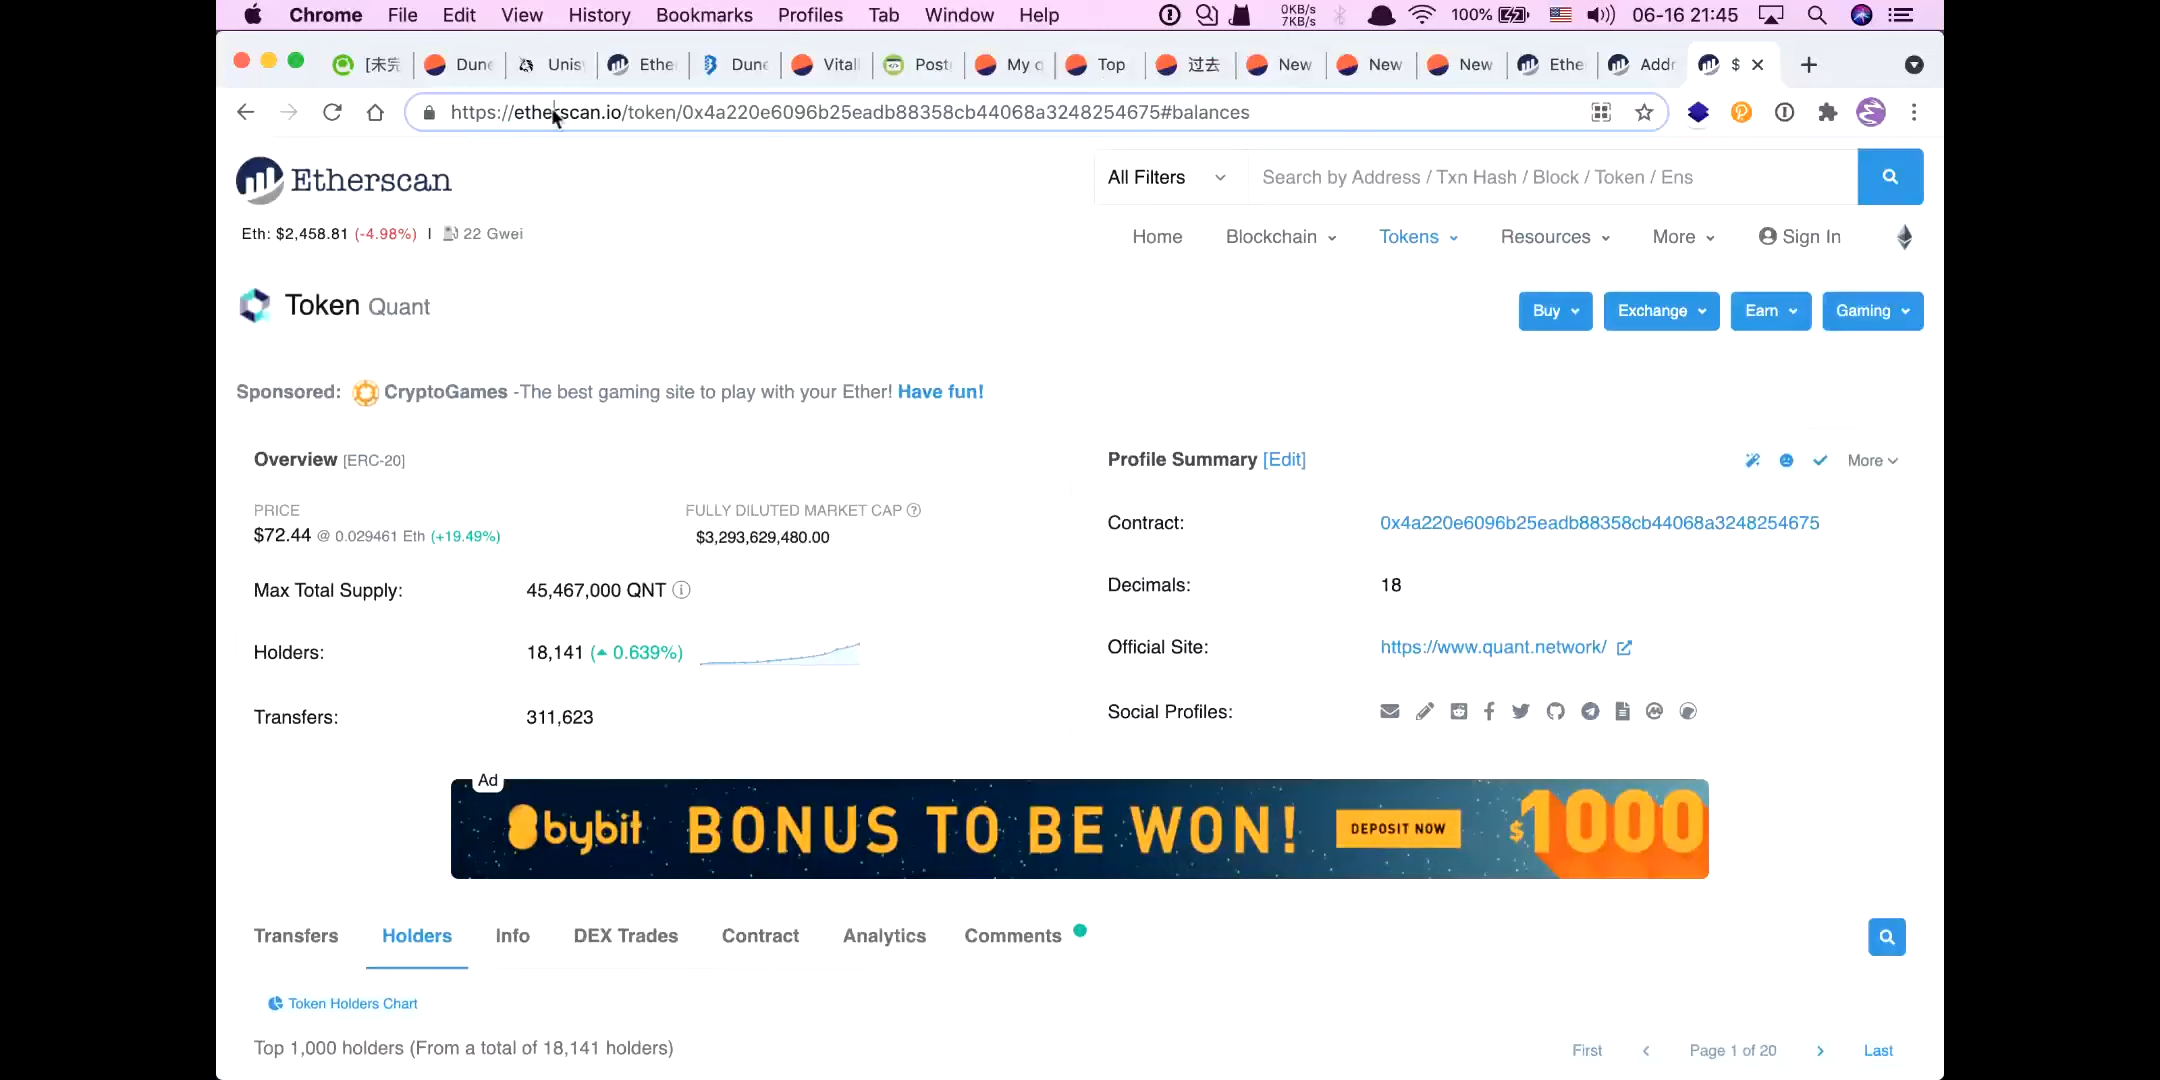 Chrome File Edit View History Bookmarks Profiles Tab Window Help 0KB/s 7KB/s 100% 06-16 21:45
[未完 Dune Unis Ether Dune Vitali Post My q Top 过去 New New New Ethe Addr $
https://etherscan.io/token/0x4a220e6096b25eadb88358cb44068a3248254675#balances
Etherscan
All Filters Search by Address / Txn Hash / Block / Token / Ens
Eth: $2,458.81 (-4.98%) | 22 Gwei
Home Blockchain Tokens Resources More Sign In
Token Quant
Buy Exchange Earn Gaming
Sponsored: CryptoGames -The best gaming site to play with your Ether! Have fun!
Overview [ERC-20]
PRICE
$72.44 @ 0.029461 Eth (+19.49%)
FULLY DILUTED MARKET CAP
$3,293,629,480.00
Max Total Supply: 45,467,000 QNT
Holders: 18,141 (0.639%)
Transfers: 311,623
Profile Summary [Edit] More
Contract: 0x4a220e6096b25eadb88358cb44068a3248254675
Decimals: 18
Official Site: https://www.quant.network/
Social Profiles:
Ad
bybit BONUS TO BE WON! DEPOSIT NOW $1000
Transfers Holders Info DEX Trades Contract Analytics Comments
Token Holders Chart
Top 1,000 holders (From a total of 18,141 holders)
First Page 1 of 20 Last